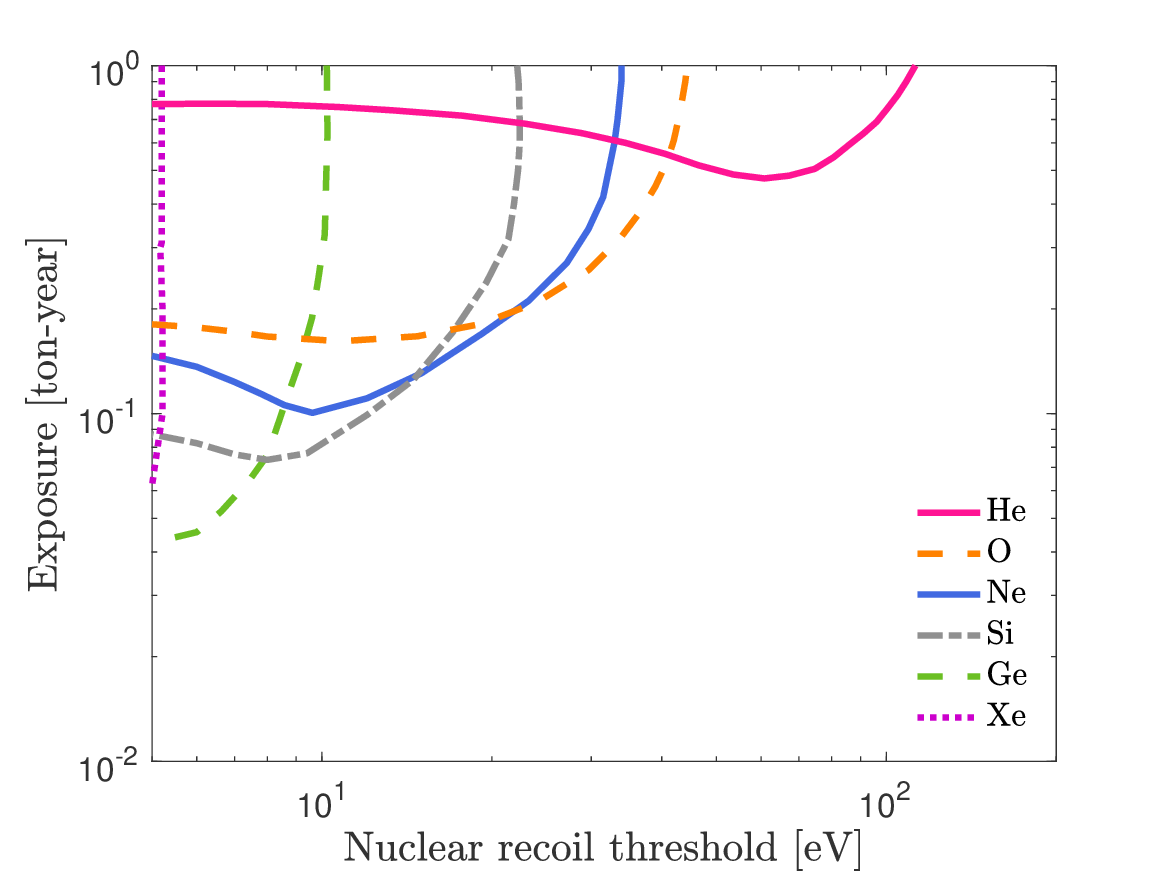 10^0
10^-1
10^-2
Exposure [ton-year]
He
O
Ne
Si
Ge
Xe
10^1
10^2
Nuclear recoil threshold [eV]